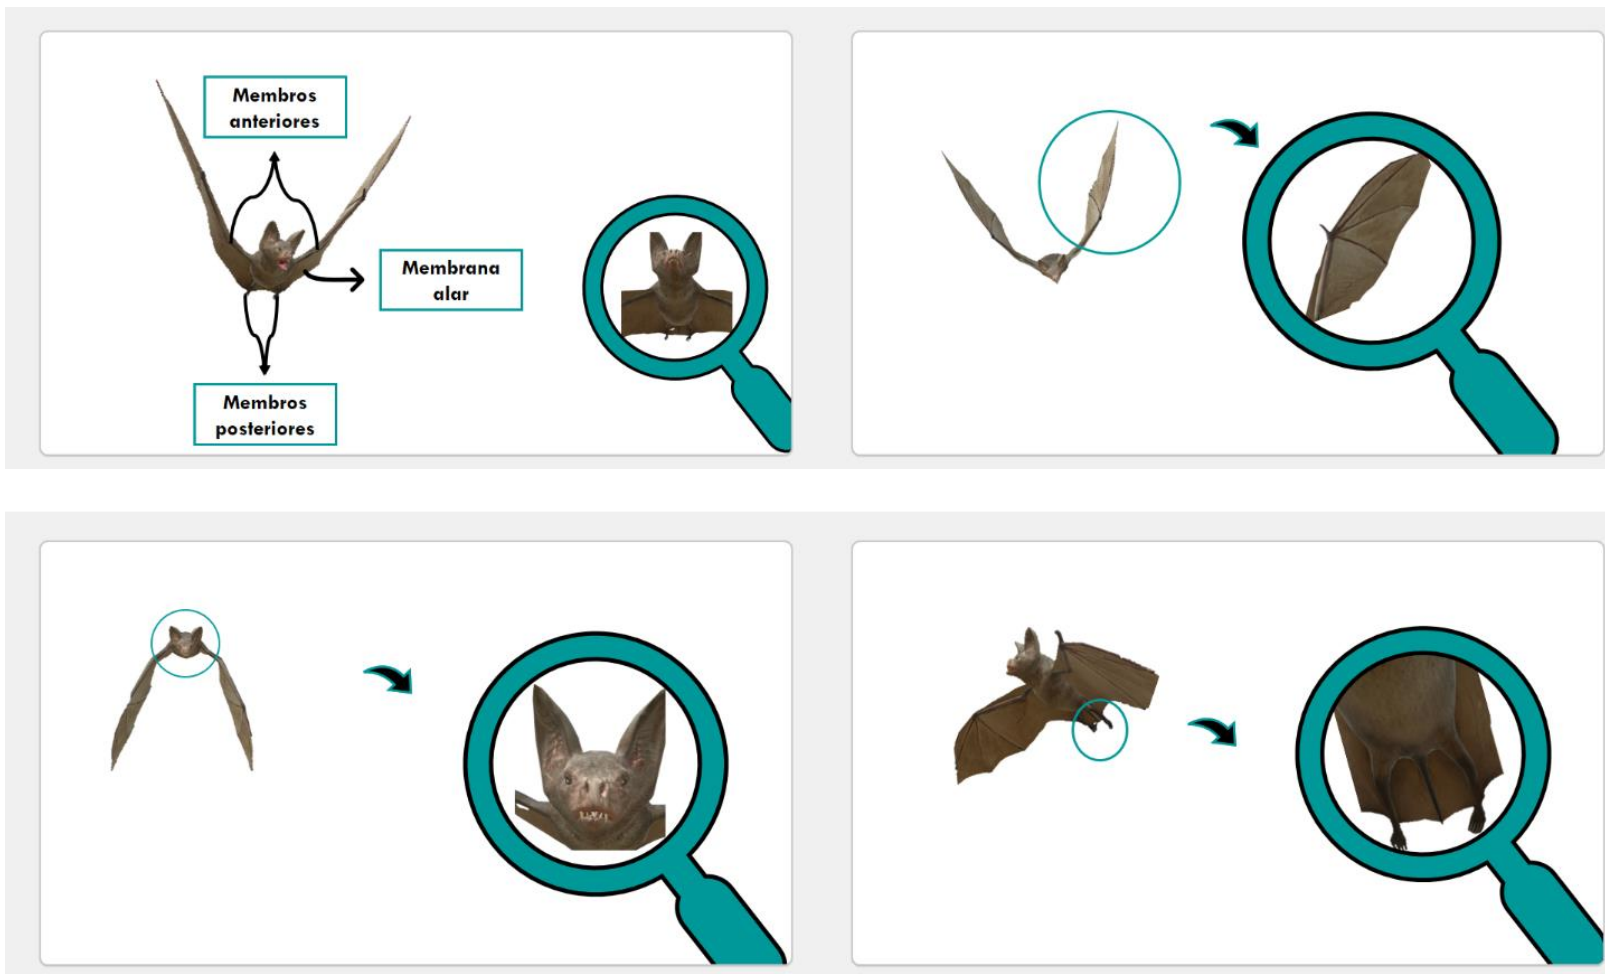 Membros
anteriores
Membrana
alar
Membros
posteriores